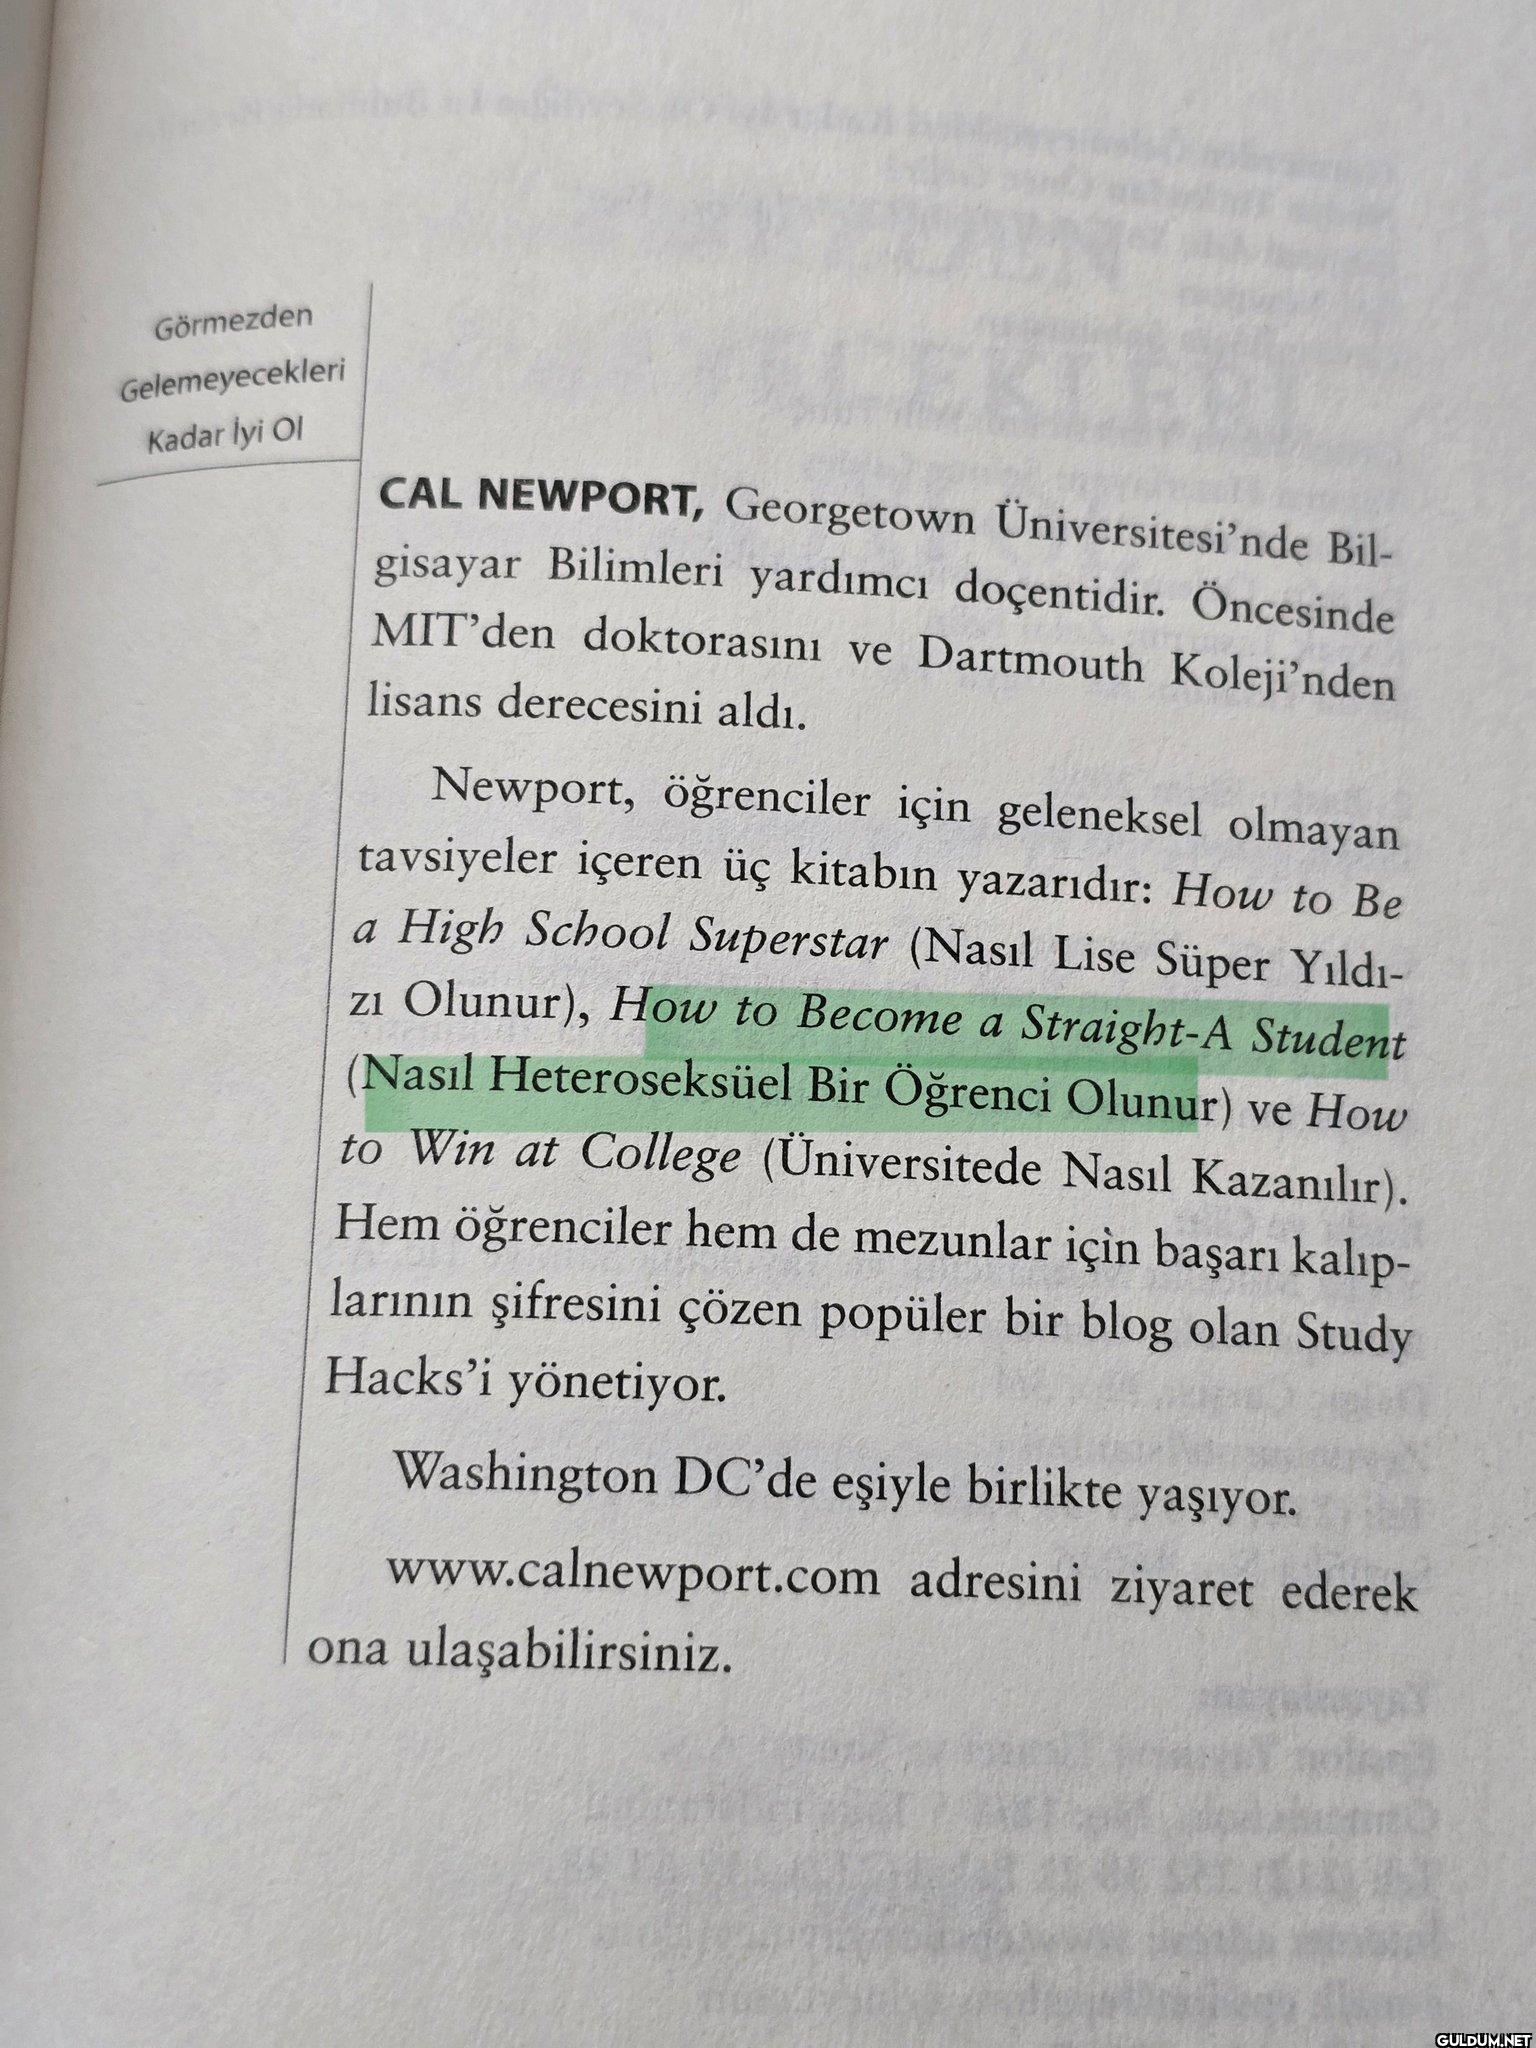 Görmezden
Gelemeyecekleri
Kadar İyi Ol
CAL NEWPORT, Georgetown Üniversitesi’nde Bil-
gisayar Bilimleri yardımcı doçentidir. Öncesinde
MIT’den doktorasını ve Dartmouth Koleji’nden
lisans derecesini aldı.
Newport, öğrenciler için geleneksel olmayan
tavsiyeler içeren üç kitabın yazarıdır: How to Be
a High School Superstar (Nasıl Lise Süper Yıldı-
zı Olunur), How to Become a Straight-A Student
(Nasıl Heteroseksüel Bir Öğrenci Olunur) ve How
to Win at College (Üniversitede Nasıl Kazanılır).
Hem öğrenciler hem de mezunlar için başarı kalıp-
larının şifresini çözen popüler bir blog olan Study
Hacks’i yönetiyor.
Washington DC’de eşiyle birlikte yaşıyor.
www.calnewport.com adresini ziyaret ederek
ona ulaşabilirsiniz.
GULDUM.NET